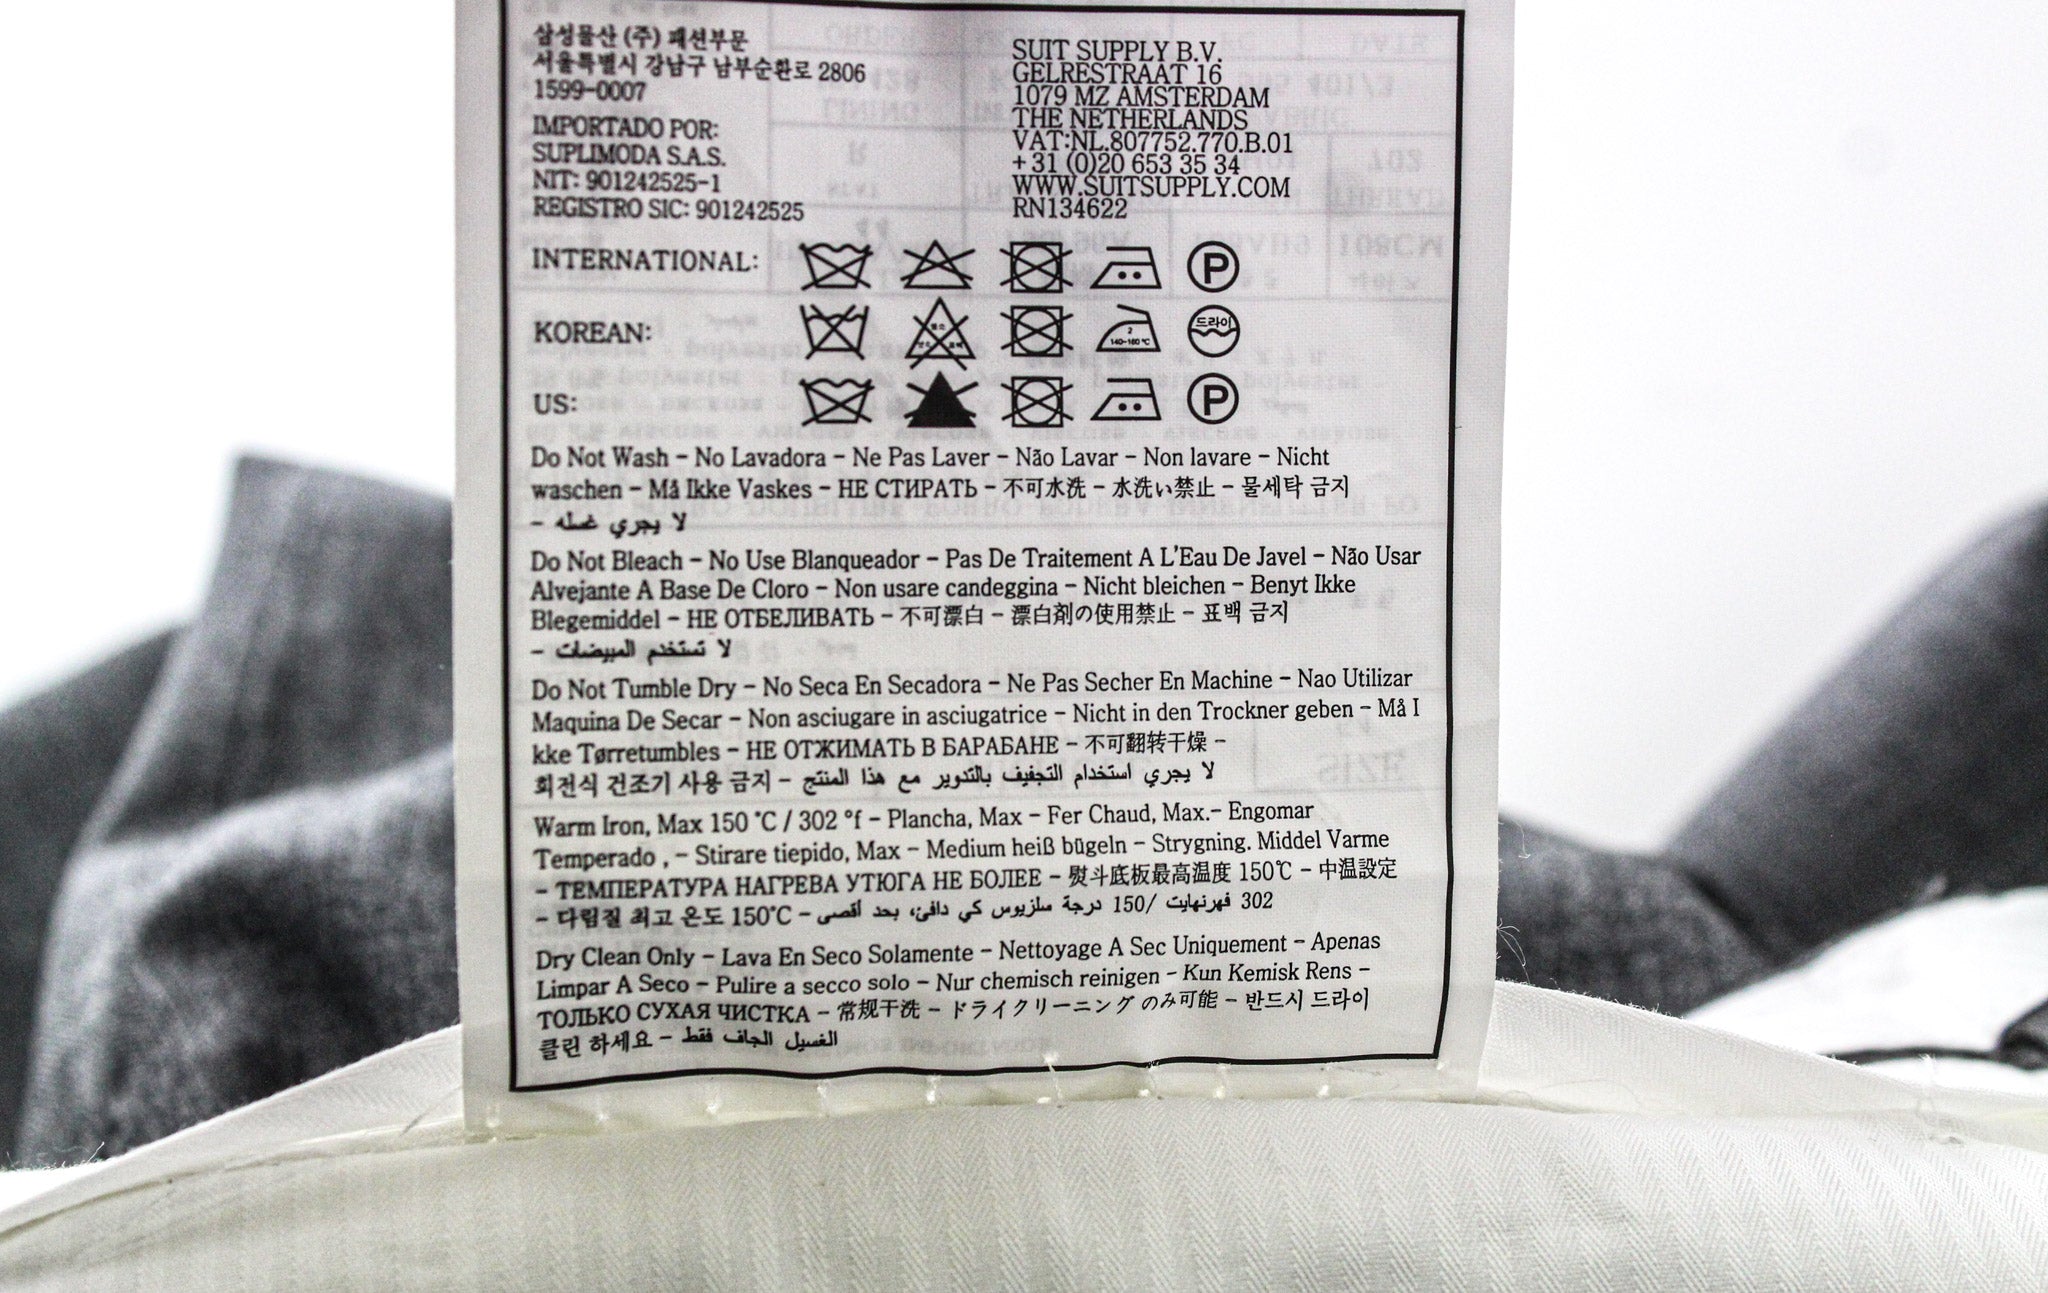 삼성물산 (주) 패션부문
서울특별시 강남구 남부순환로 2806
1599-0007
IMPORTADO POR:
SUPLIMODA S.A.S.
NIT: 901242525-1
REGISTRO SIC: 901242525
SUIT SUPPLY B.V.
GELRESTRAAT 16
1079 MZ AMSTERDAM
THE NETHERLANDS
VAT:NL.807752.770.B.01
+31 (0)20 653 35 34
WWW.SUITSUPPLY.COM
RN134622
INTERNATIONAL:
P
KOREAN:
2
140~160 ℃
드라이
US:
P
Do Not Wash - No Lavadora - Ne Pas Laver - Não Lavar - Non lavare - Nicht
waschen - Må Ikke Vaskes - НЕ СТИРАТЬ - 不可水洗 - 水洗い禁止 - 물세탁 금지
- لا يجري غسله
Do Not Bleach - No Use Blanqueador - Pas De Traitement A L'Eau De Javel - Não Usar
Alvejante A Base De Cloro - Non usare candeggina - Nicht bleichen - Benyt Ikke
Blegemiddel - НЕ ОТБЕЛИВАТЬ - 不可漂白 - 漂白剤の使用禁止 - 표백 금지
- لا تستخدم المبيضات
Do Not Tumble Dry - No Seca En Secadora - Ne Pas Secher En Machine - Nao Utilizar
Maquina De Secar - Non asciugare in asciugatrice - Nicht in den Trockner geben - Må I
kke Tørretumbles - НЕ ОТЖИМАТЬ В БАРАБАНЕ - 不可翻转干燥 -
회전식 건조기 사용 금지 - لا يجري استخدام التجفيف بالتدوير مع هذا المنتج
Warm Iron, Max 150 °C / 302 °f - Plancha, Max - Fer Chaud, Max.- Engomar
Temperado , - Stirare tiepido, Max - Medium heiß bügeln - Strygning. Middel Varme
- ТЕМПЕРАТУРА НАГРЕВА УТЮГА НЕ БОЛЕЕ - 熨斗底板最高温度 150℃ - 中温設定
- 다림질 최고 온도 150℃ - 302 فهرنهايت /150 درجة سلزيوس كي دافئ، بحد أقصى
Dry Clean Only - Lava En Seco Solamente - Nettoyage A Sec Uniquement - Apenas
Limpar A Seco - Pulire a secco solo - Nur chemisch reinigen - Kun Kemisk Rens -
ТОЛЬКО СУХАЯ ЧИСТКА - 常规干洗 - ドライクリーニング のみ可能 - 반드시 드라이
클린 하세요 - الغسيل الجاف فقط